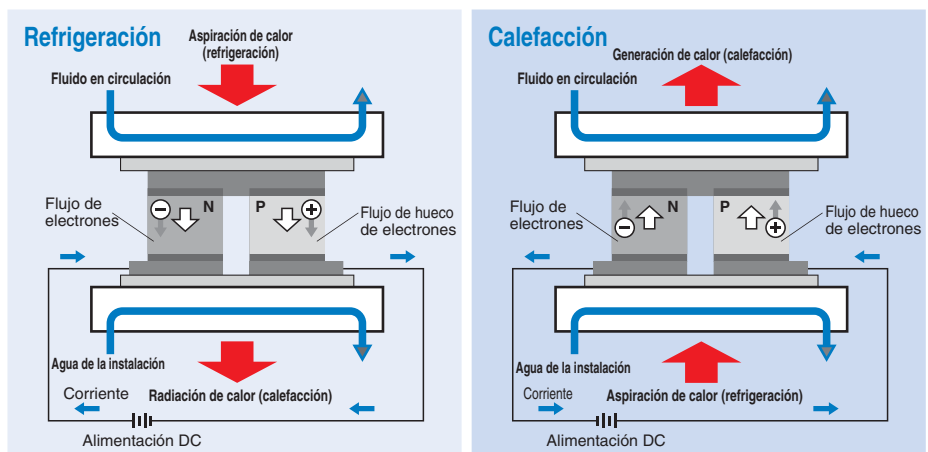 Refrigeración
Aspiración de calor
(refrigeración)
Fluido en circulación
Flujo de
electrones
−
N
P
+
Flujo de hueco
de electrones
Agua de la instalación
Radiación de calor (calefacción)
Corriente
Alimentación DC
Calefacción
Generación de calor (calefacción)
Fluido en circulación
Flujo de
electrones
−
N
P
+
Flujo de hueco
de electrones
Agua de la instalación
Aspiración de calor (refrigeración)
Corriente
Alimentación DC